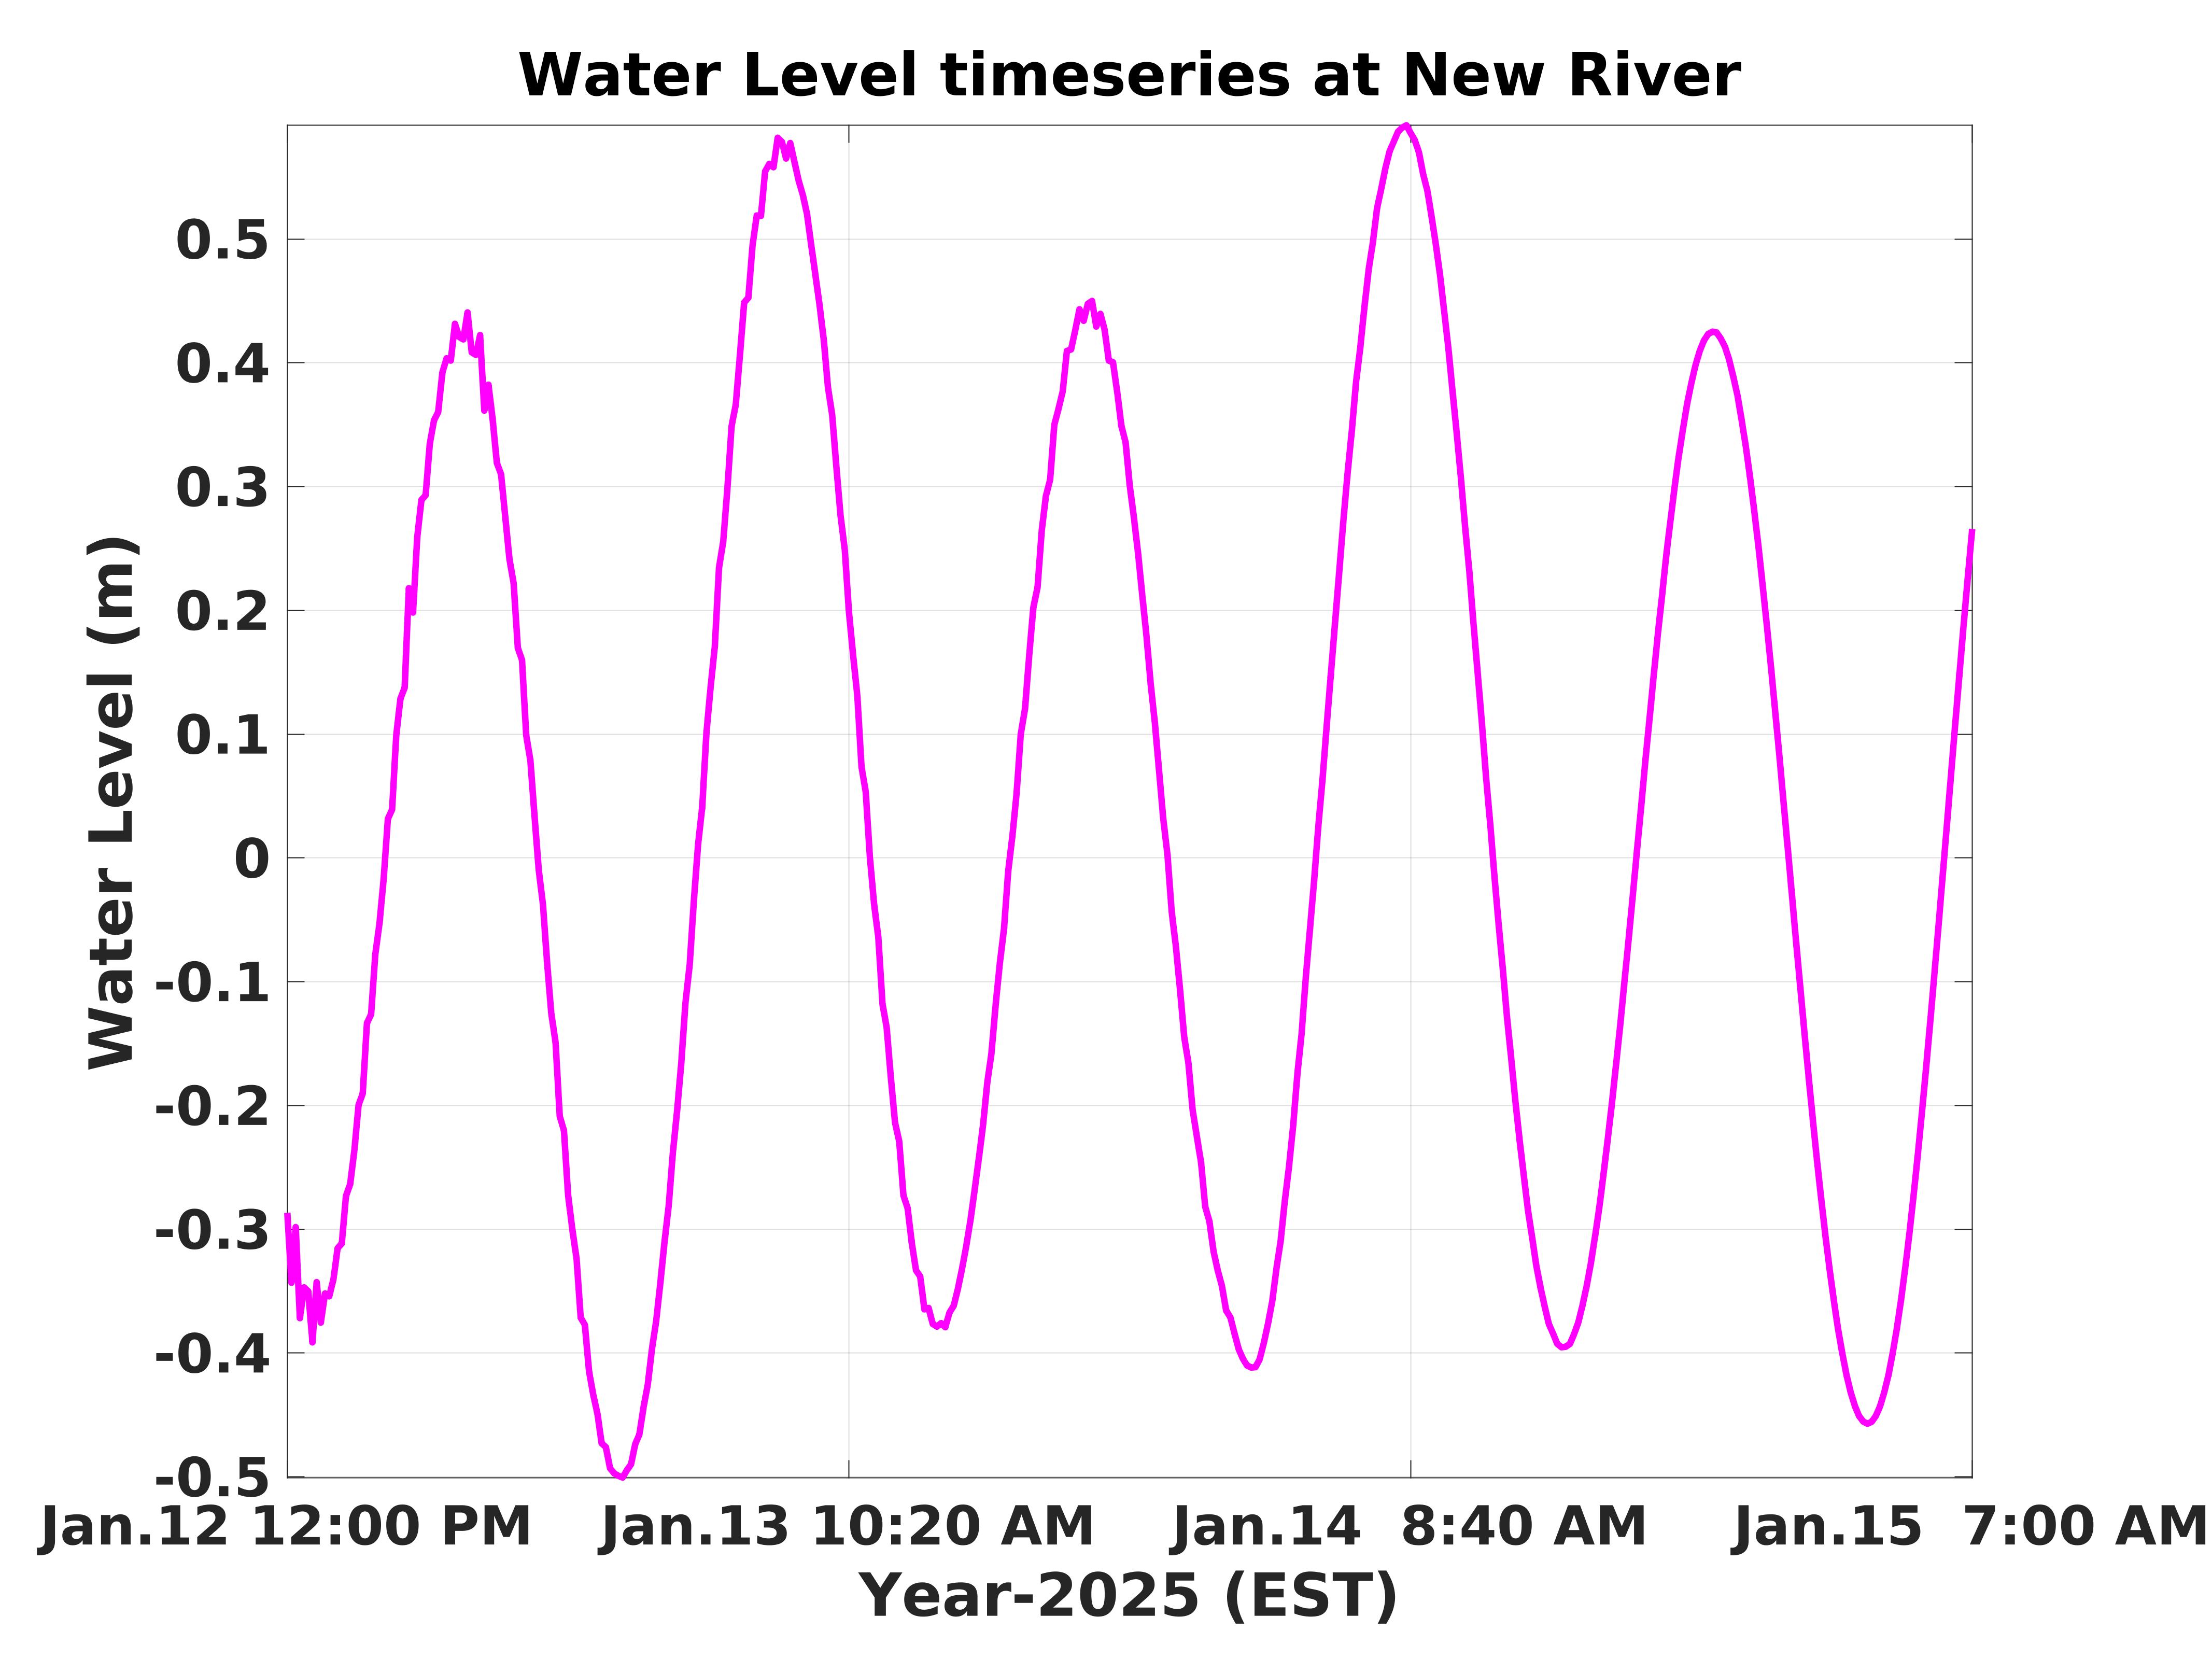 Water Level timeseries at New River
Water Level (m)
0.5
0.4
0.3
0.2
0.1
0
-0.1
-0.2
-0.3
-0.4
-0.5
Jan.12 12:00 PM Jan.13 10:20 AM Jan.14 8:40 AM Jan.15 7:00 AM
Year-2025 (EST)